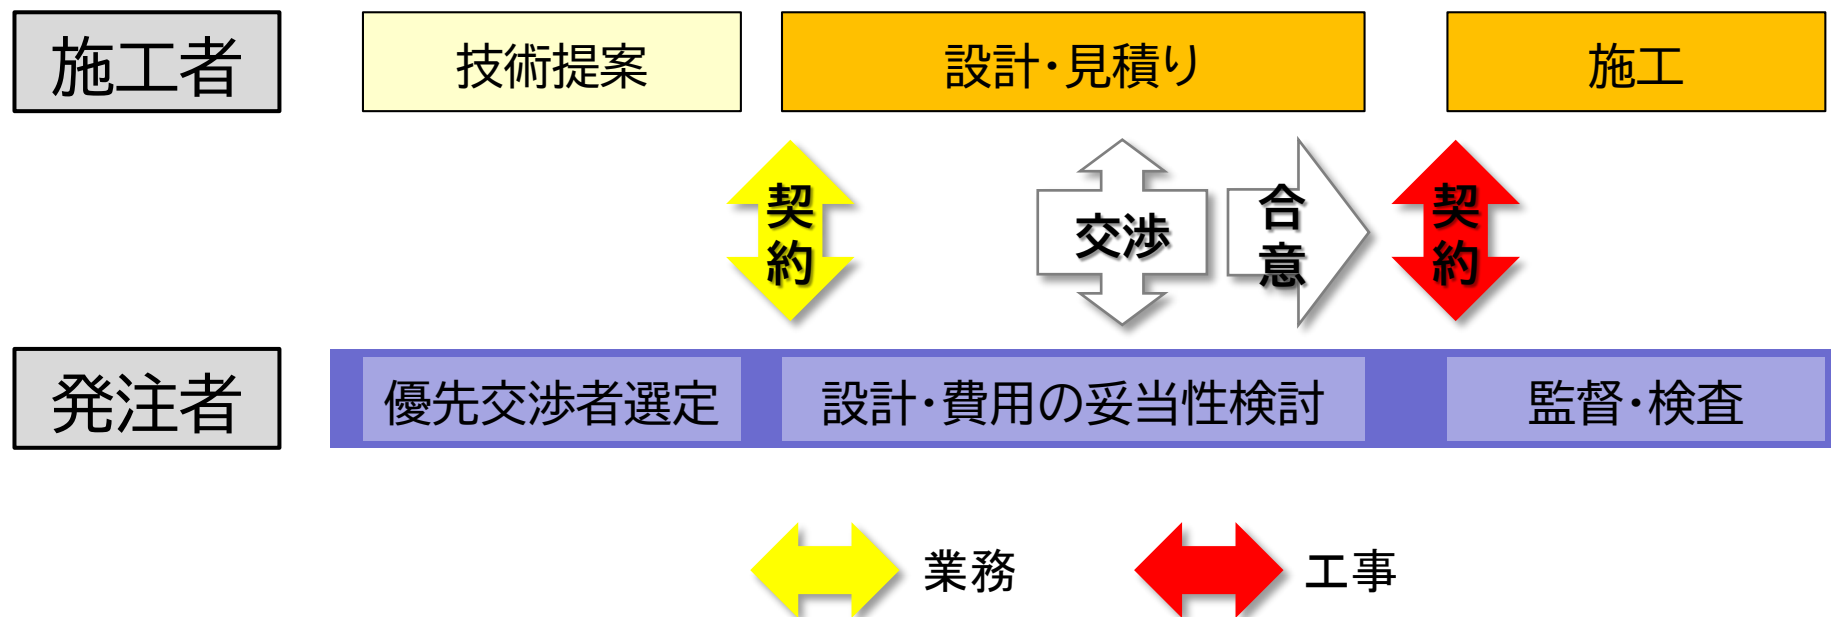 施工者
技術提案
設計・見積り
施工
契約
交渉
合意
契約
発注者
優先交渉者選定
設計・費用の妥当性検討
監督・検査
業務
工事